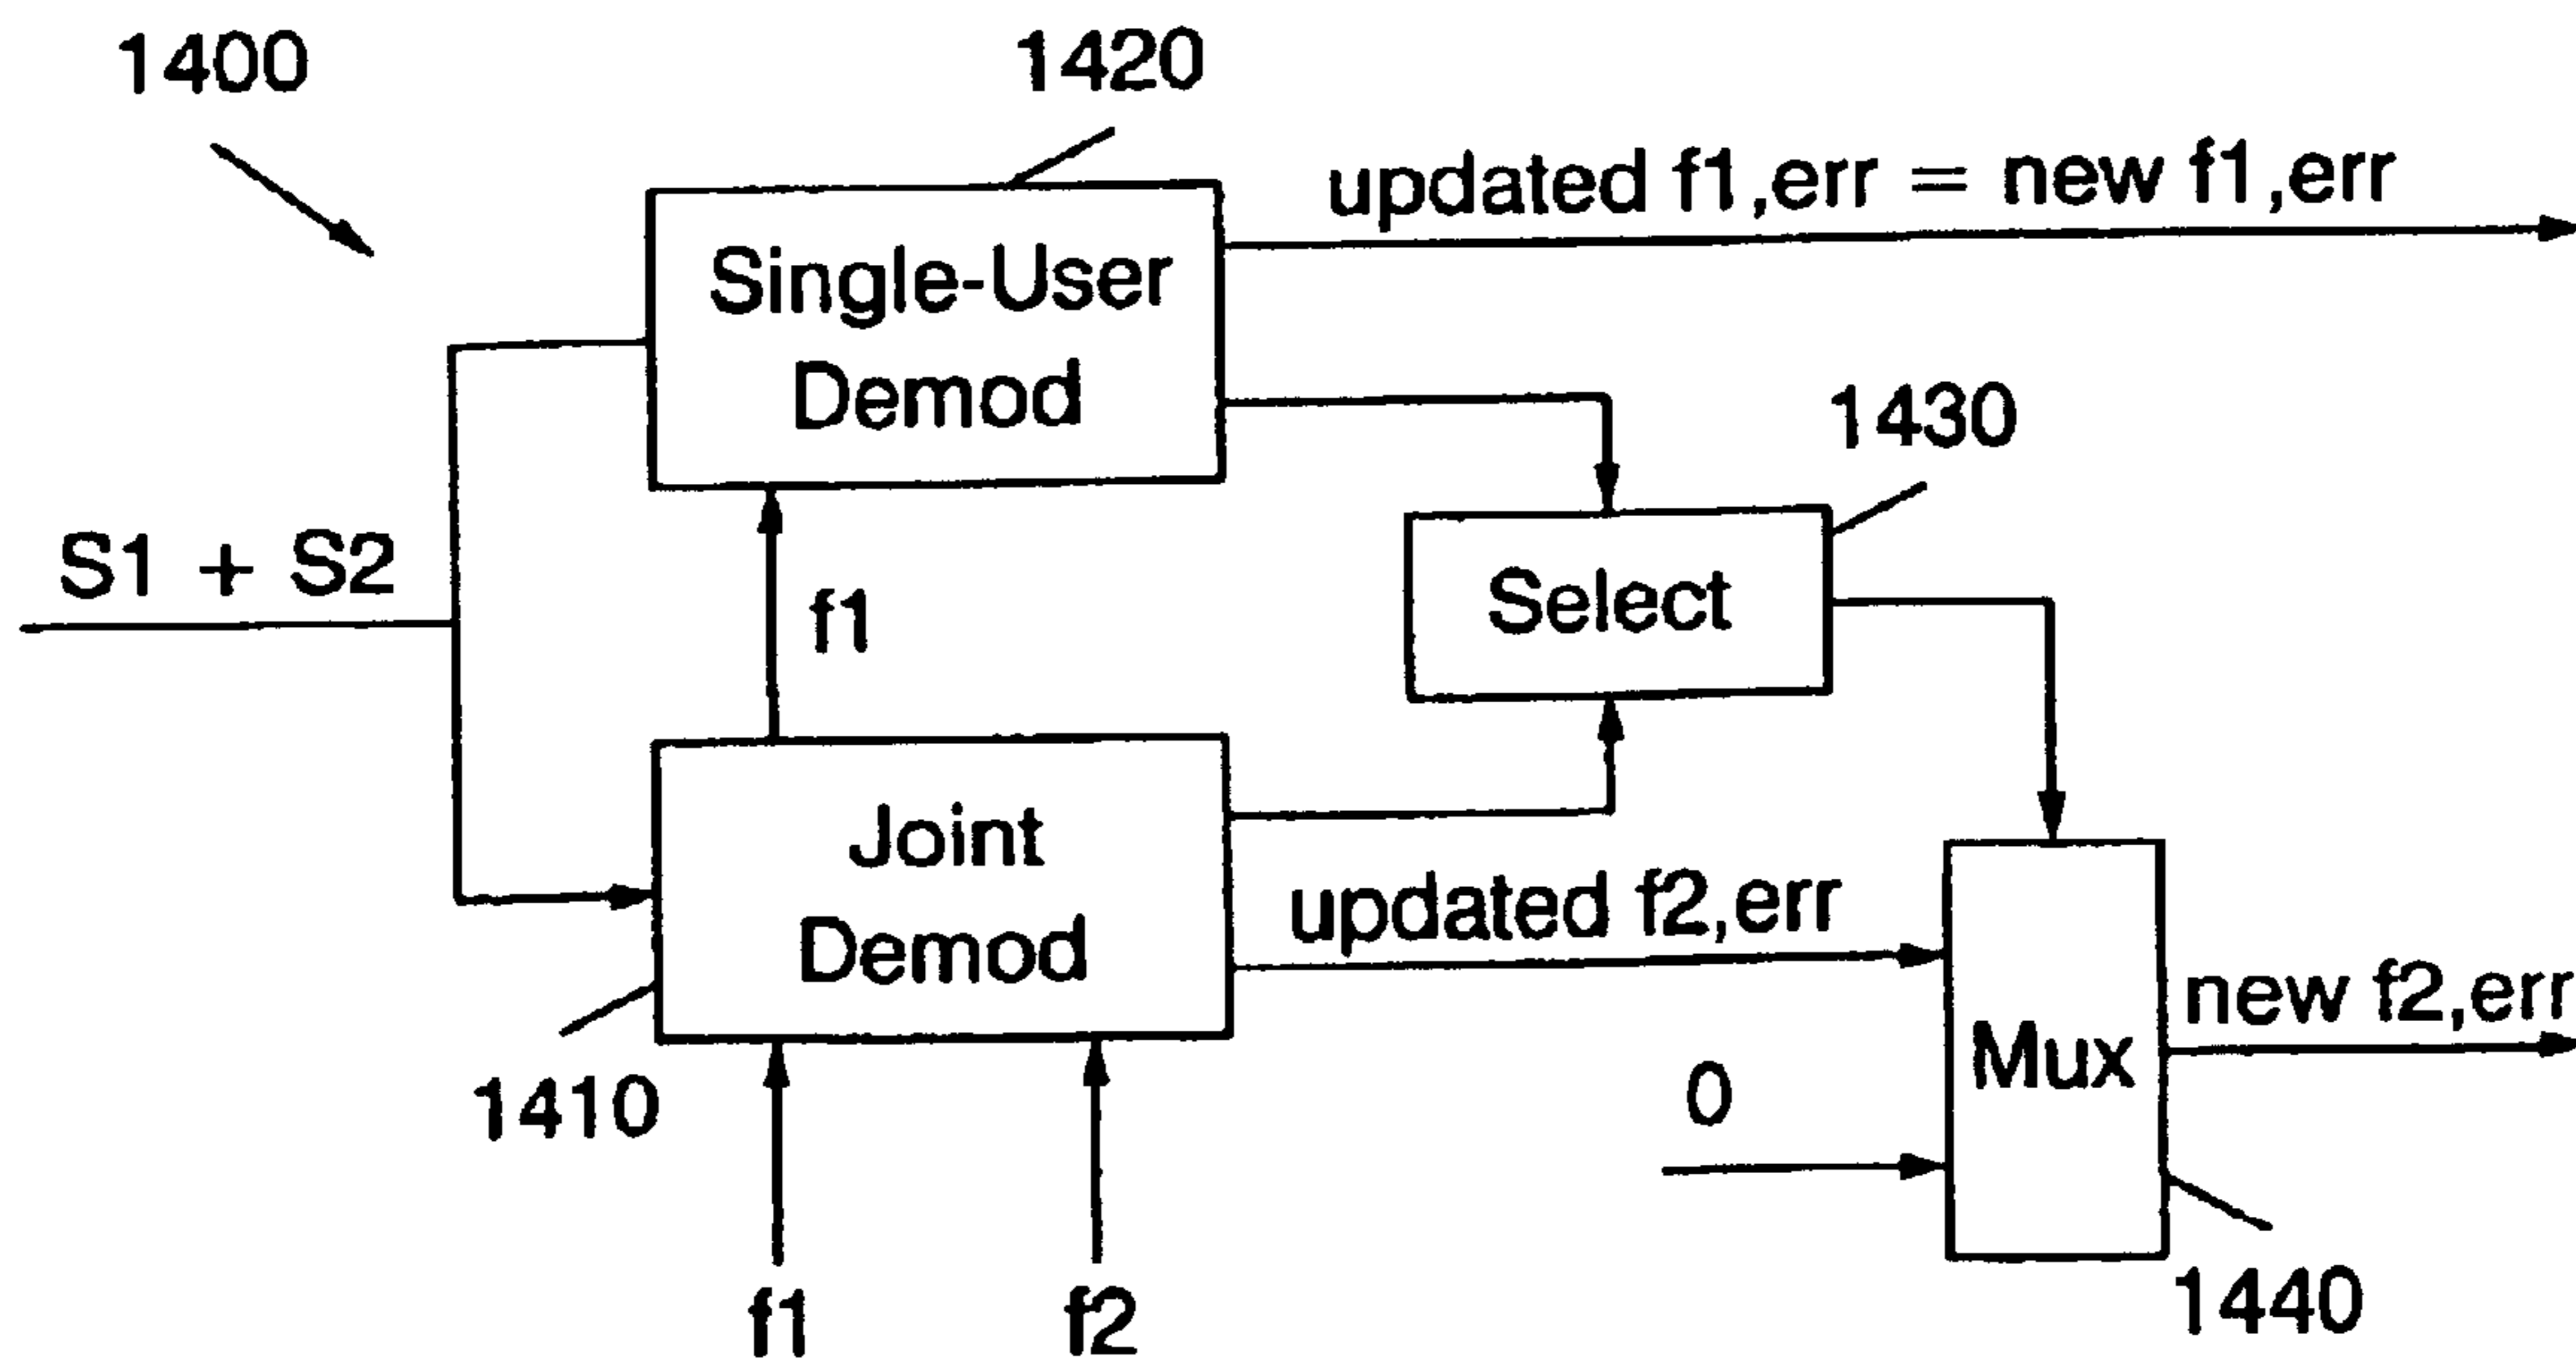 1400
1420
updated f1,err = new f1,err
Single-User
Demod
1430
S1 + S2
Select
f1
Joint
Demod
updated f2,err
new f2,err
Mux
0
1410
1440
f1
f2